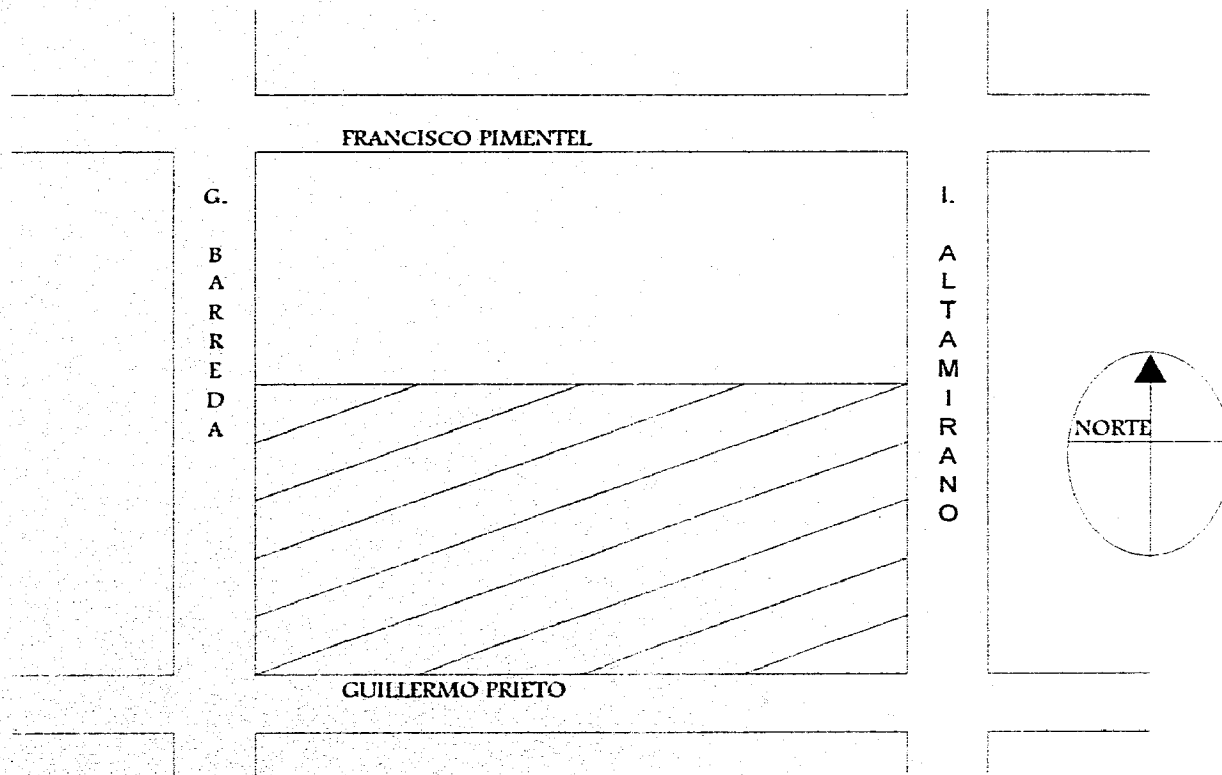 FRANCISCO PIMENTEL
G. BARREDA
I. ALTAMIRANO
NORTE
GUILLERMO PRIETO